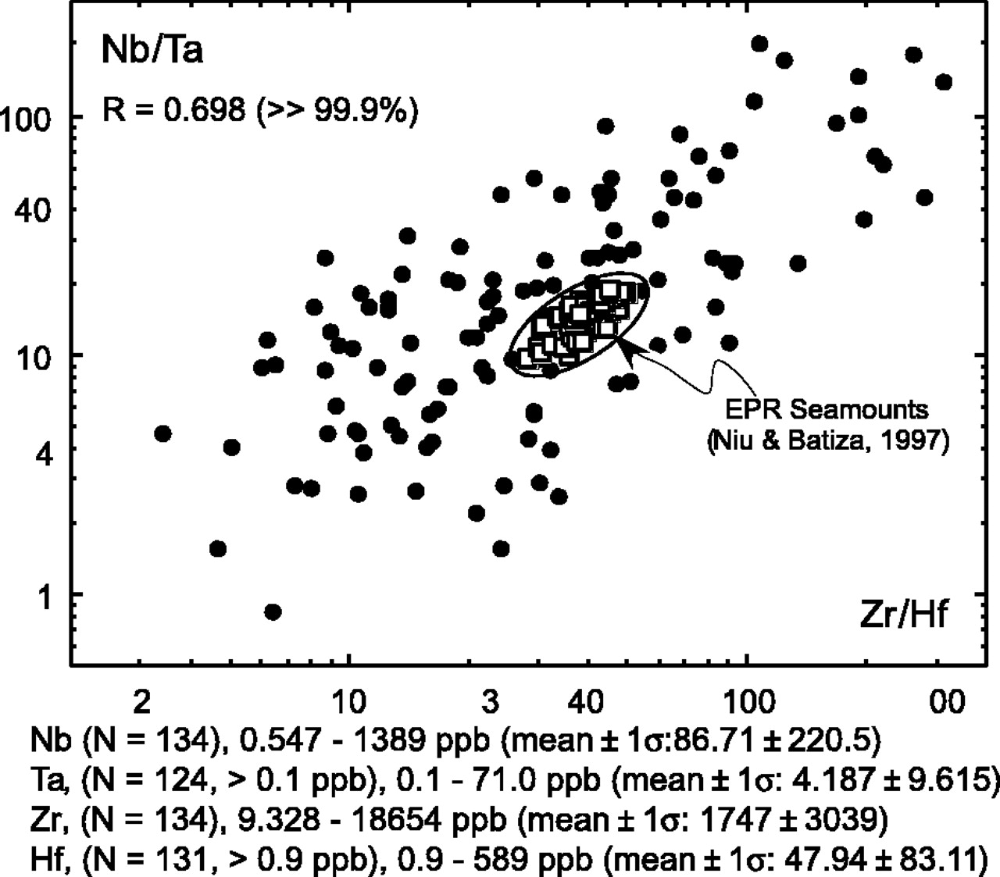 Nb/Ta
R = 0.698 (>> 99.9%)
100
40
10
4
1
EPR Seamounts
(Niu & Batiza, 1997)
Zr/Hf
2 10 3 40 100 00
Nb (N = 134), 0.547 - 1389 ppb (mean ± 1σ:86.71 ± 220.5)
Ta, (N = 124, > 0.1 ppb), 0.1 - 71.0 ppb (mean ± 1σ: 4.187 ± 9.615)
Zr, (N = 134), 9.328 - 18654 ppb (mean ± 1σ: 1747 ± 3039)
Hf, (N = 131, > 0.9 ppb), 0.9 - 589 ppb (mean ± 1σ: 47.94 ± 83.11)